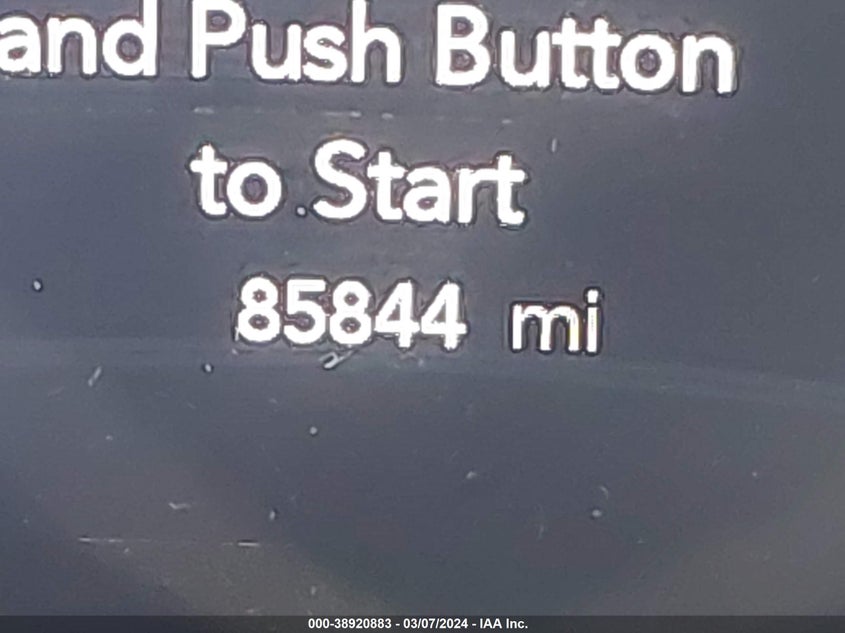 and Push Button
to Start
85844 mi
000-38920883 - 03/07/2024 - IAA Inc.